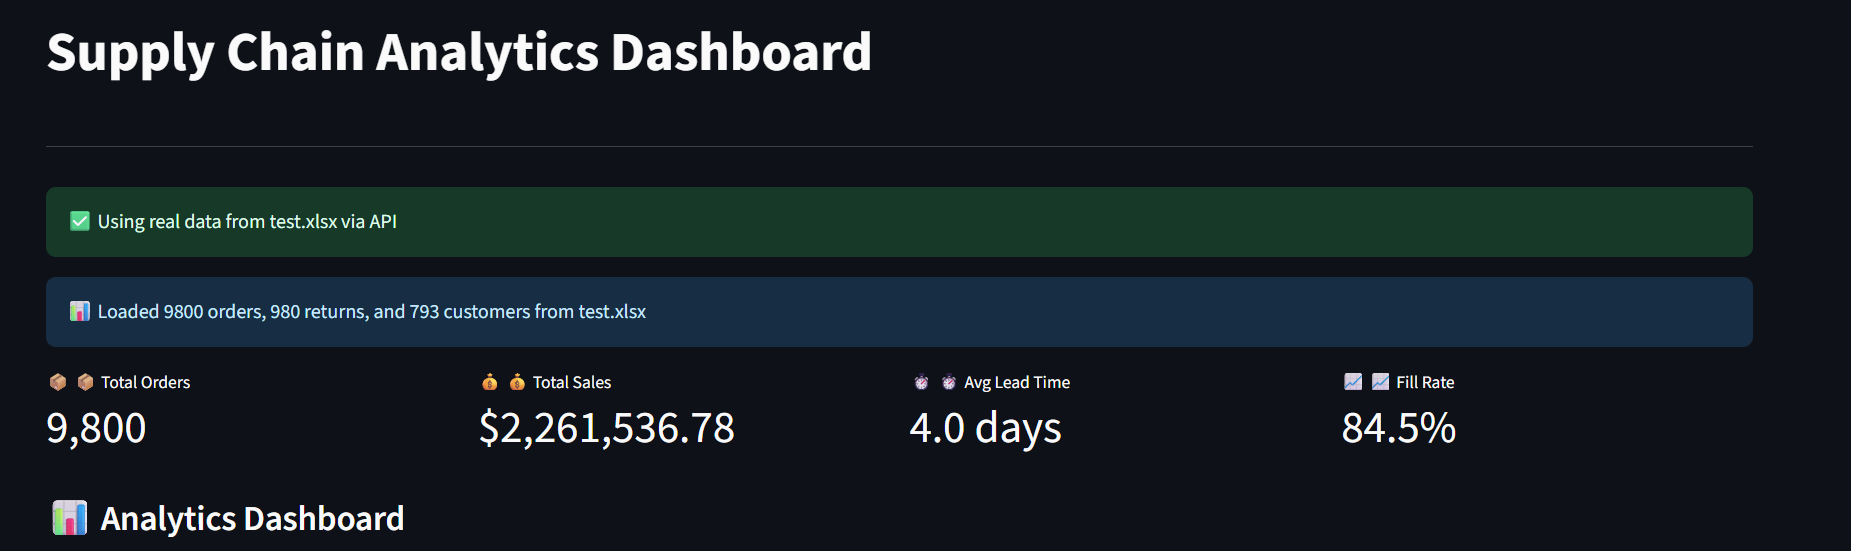 Supply Chain Analytics Dashboard
✅ Using real data from test.xlsx via API
📊 Loaded 9800 orders, 980 returns, and 793 customers from test.xlsx
📦 📦 Total Orders
9,800
💰 💰 Total Sales
$2,261,536.78
⏱️ ⏱️ Avg Lead Time
4.0 days
📈 📈 Fill Rate
84.5%
📊 Analytics Dashboard